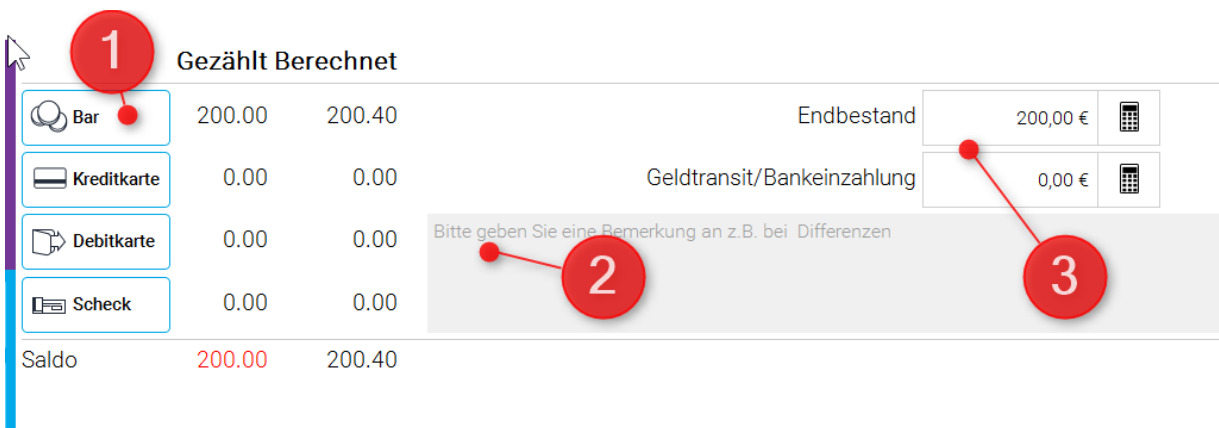 1
Gezählt Berechnet
Bar 200.00 200.40 Endbestand 200,00 €
Kreditkarte 0.00 0.00 Geldtransit/Bankeinzahlung 0,00 €
Debitkarte 0.00 0.00 Bitte geben Sie eine Bemerkung an z.B. bei Differenzen
2
3
Scheck 0.00 0.00
Saldo 200.00 200.40